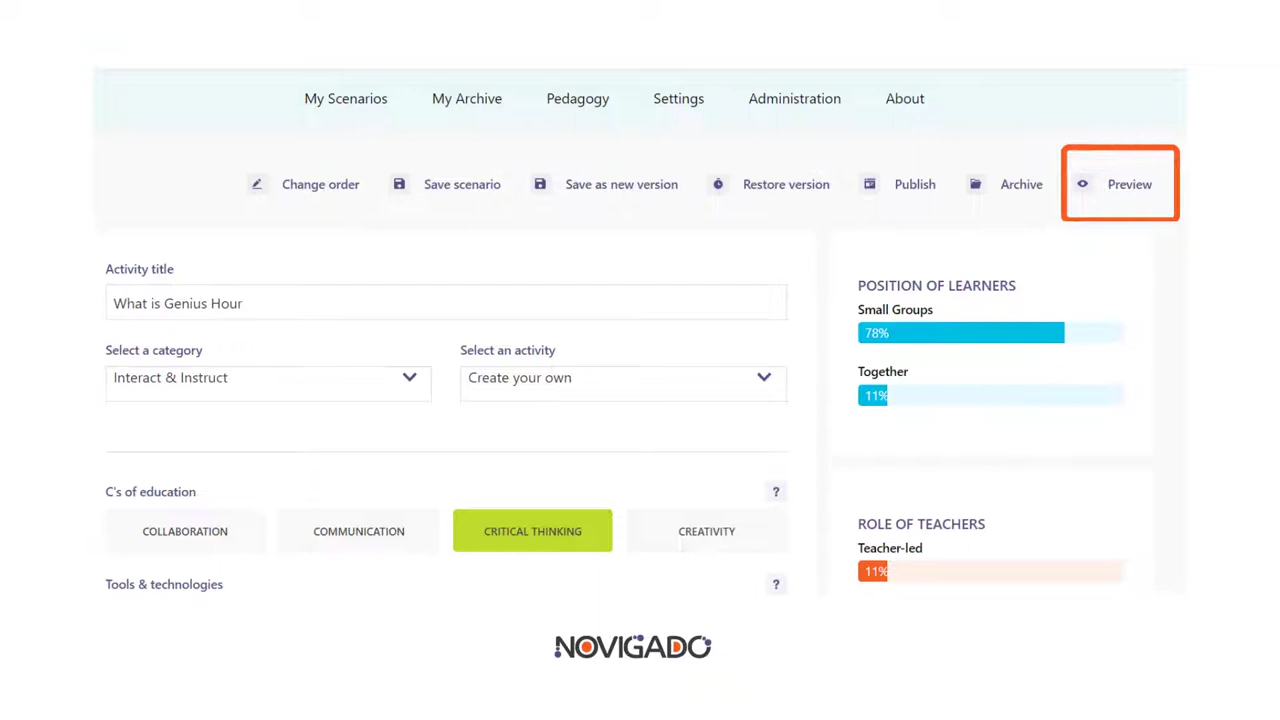 My Scenarios My Archive Pedagogy Settings Administration About
Change order Save scenario Save as new version Restore version Publish Archive Preview
Activity title
What is Genius Hour
Select a category
Interact & Instruct
Select an activity
Create your own
C's of education ?
COLLABORATION COMMUNICATION CRITICAL THINKING CREATIVITY
Tools & technologies ?
POSITION OF LEARNERS
Small Groups
78%
Together
11%
ROLE OF TEACHERS
Teacher-led
11%
NOVIGADO